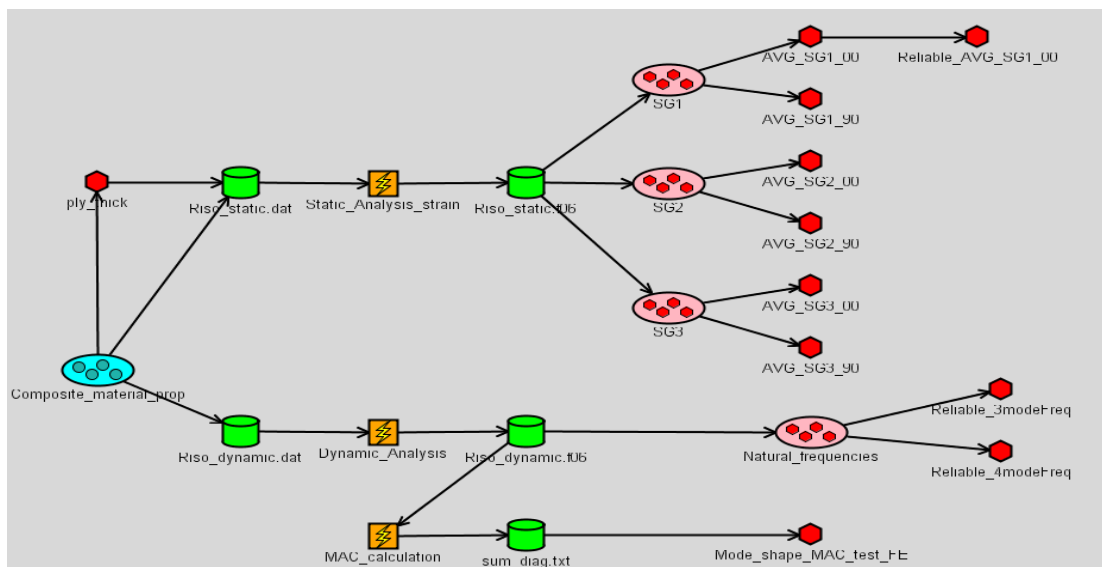 AVG_SG1_00
Reliable_AVG_SG1_00
SG1
AVG_SG1_90
AVG_SG2_00
ply_thick
Riso_static.dat
Static_Analysis_strain
Riso_static.f06
SG2
AVG_SG2_90
AVG_SG3_00
SG3
AVG_SG3_90
Composite_material_prop
Reliable_3modeFreq
Riso_dynamic.dat
Dynamic_Analysis
Riso_dynamic.f06
Natural_frequencies
Reliable_4modeFreq
MAC_calculation
sum_diag.txt
Mode_shape_MAC_test_FE